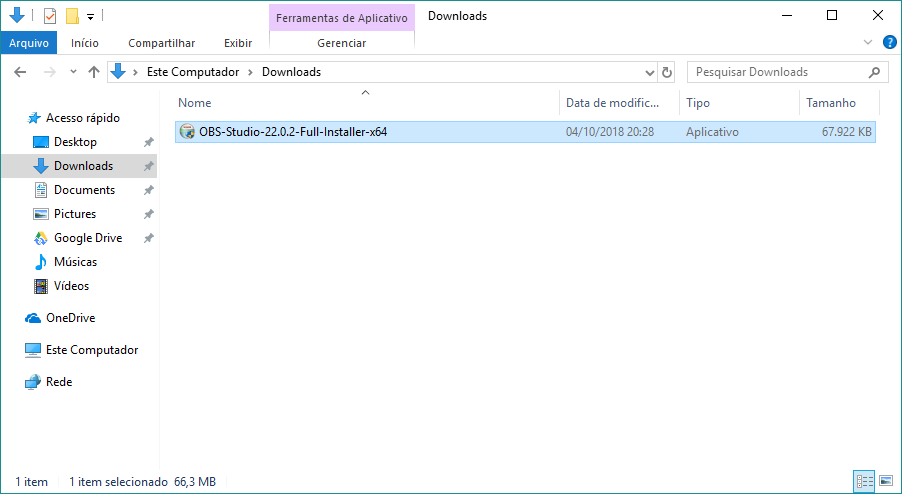 Ferramentas de Aplicativo
Downloads
Arquivo Início Compartilhar Exibir Gerenciar
Este Computador Downloads
Pesquisar Downloads
Nome Data de modific... Tipo Tamanho
OBS-Studio-22.0.2-Full-Installer-x64 04/10/2018 20:28 Aplicativo 67.922 KB
Acesso rápido
Desktop
Downloads
Documents
Pictures
Google Drive
Músicas
Vídeos
OneDrive
Este Computador
Rede
1 item 1 item selecionado 66,3 MB